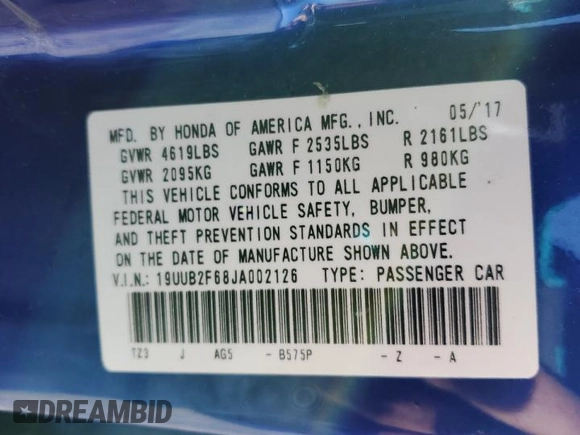 MFD. BY HONDA OF AMERICA MFG., INC. 05/'17
GVWR 4619LBS GAWR F 2535LBS R 2161LBS
GVWR 2095KG GAWR F 1150KG R 980KG
THIS VEHICLE CONFORMS TO ALL APPLICABLE
FEDERAL MOTOR VEHICLE SAFETY, BUMPER,
AND THEFT PREVENTION STANDARDS IN EFFECT
ON THE DATE OF MANUFACTURE SHOWN ABOVE.
V.I.N.: 19UUB2F68JA002126 TYPE: PASSENGER CAR
TZ3 J AG5 - B575P - Z - A
DREAMBID